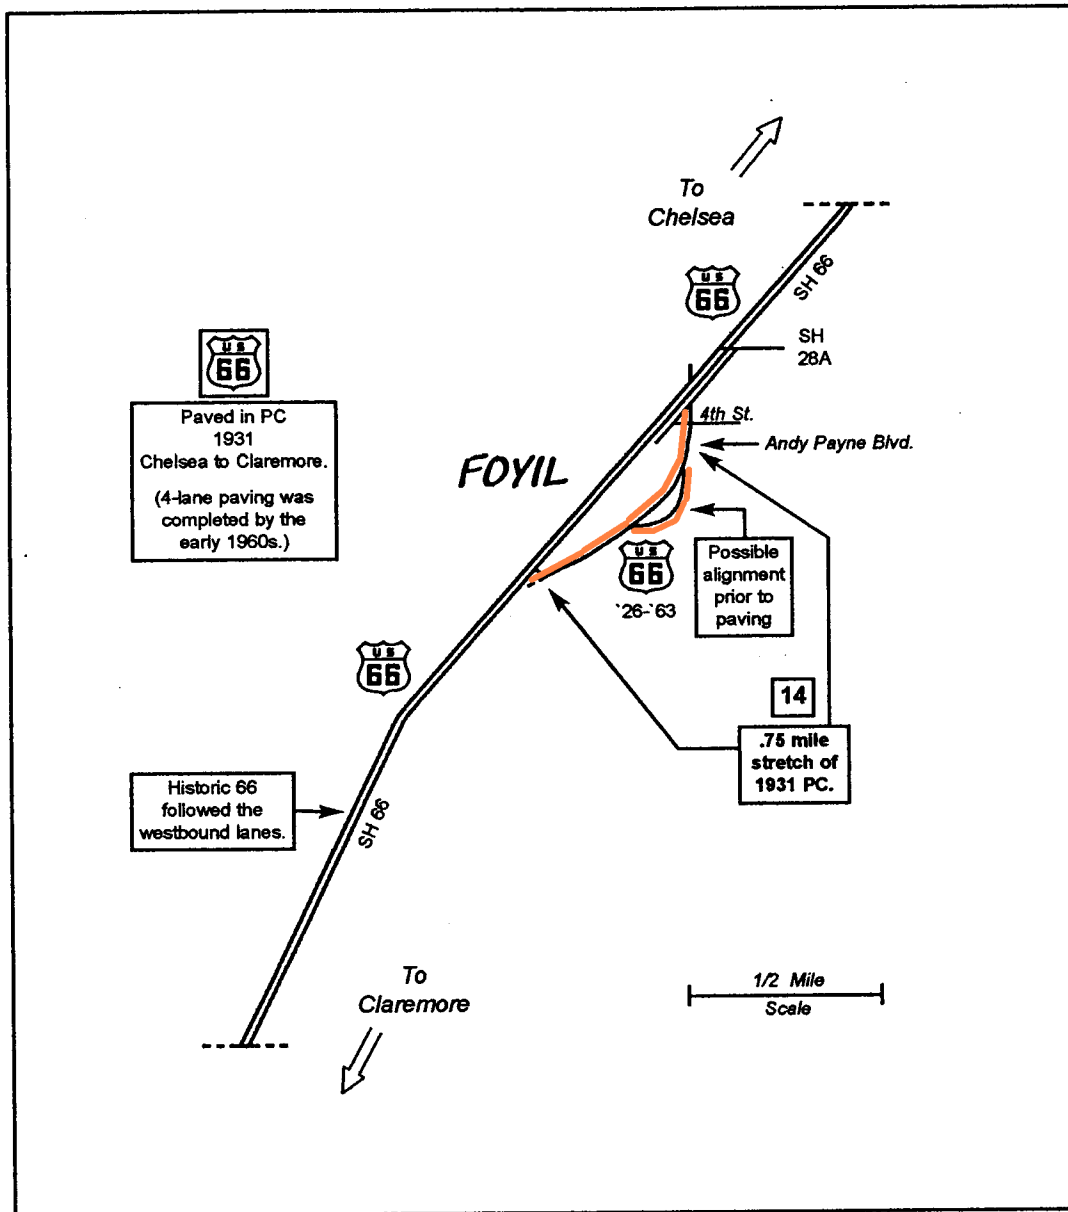 To
Chelsea
SH 66
US
66
SH
28A
US
66
Paved in PC
1931
Chelsea to Claremore.
(4-lane paving was
completed by the
early 1960s.)
4th St.
Andy Payne Blvd.
FOYIL
US
66
`26-`63
Possible
alignment
prior to
paving
US
66
14
.75 mile
stretch of
1931 PC.
Historic 66
followed the
westbound lanes.
SH 66
To
Claremore
1/2 Mile
Scale